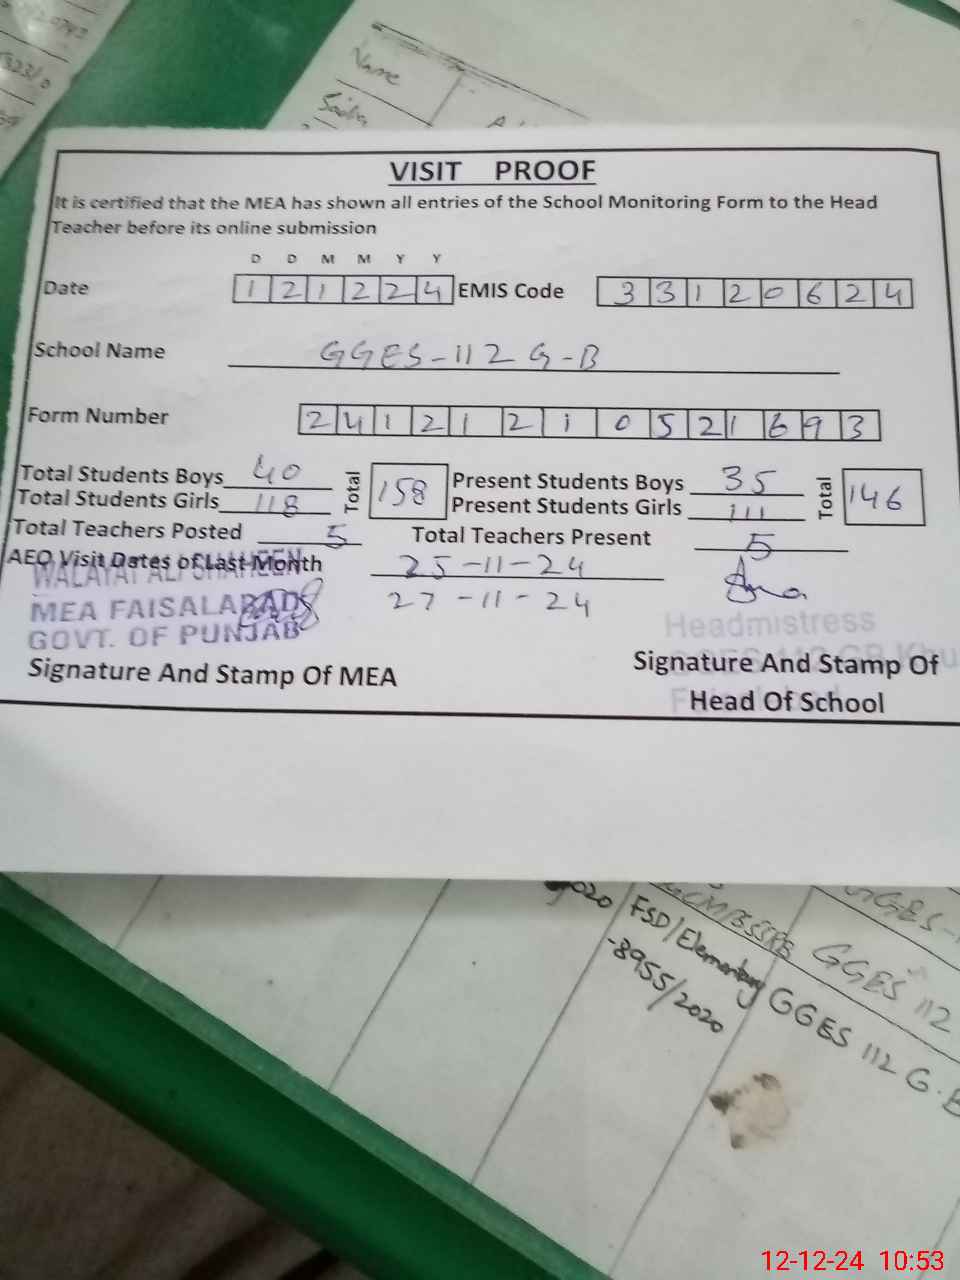 Name
VISIT PROOF
It is certified that the MEA has shown all entries of the School Monitoring Form to the Head
Teacher before its online submission
D D M M Y Y
Date 1 2 1 2 2 4 EMIS Code 3 3 1 2 0 6 2 4
School Name GGES-112 G-B
Form Number 2 4 1 2 1 2 1 0 5 2 1 6 9 3
Total Students Boys 40 Total 158 Present Students Boys 35 Total 146
Total Students Girls 118 Present Students Girls 111
Total Teachers Posted 5 Total Teachers Present 5
AEO Visit Dates of Last Month 25-11-24
27-11-24
WALAYAT ALI SHAHEEN
MEA FAISALABAD
GOVT. OF PUNJAB
Headmistress
Signature And Stamp Of MEA
Signature And Stamp Of
Head Of School
2020 FSD/Elementary GGES 112 G.B
-8955/2020
GGES 112
GGES-
12-12-24 10:53